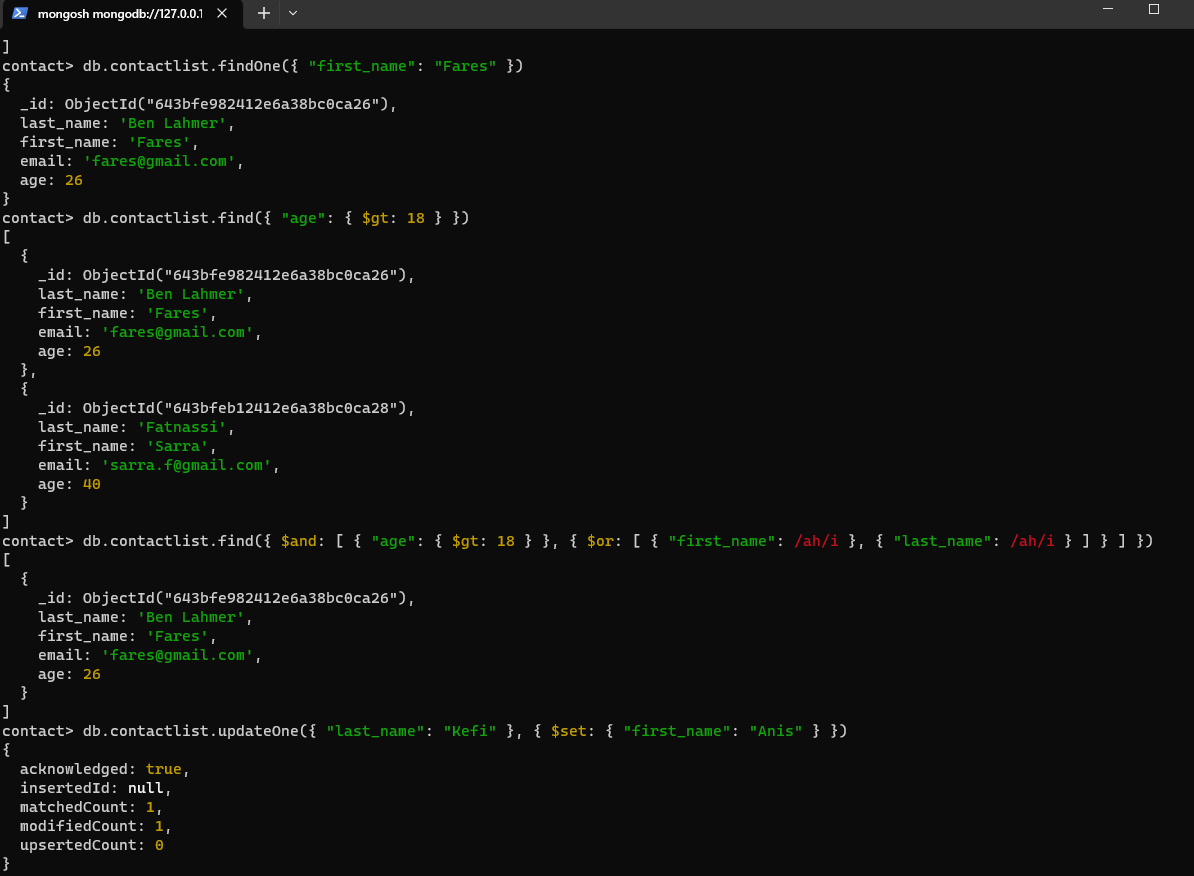 mongosh mongodb://127.0.0.1
]
contact> db.contactlist.findOne({ "first_name": "Fares" })
{
  _id: ObjectId("643bfe982412e6a38bc0ca26"),
  last_name: 'Ben Lahmer',
  first_name: 'Fares',
  email: 'fares@gmail.com',
  age: 26
}
contact> db.contactlist.find({ "age": { $gt: 18 } })
[
  {
    _id: ObjectId("643bfe982412e6a38bc0ca26"),
    last_name: 'Ben Lahmer',
    first_name: 'Fares',
    email: 'fares@gmail.com',
    age: 26
  },
  {
    _id: ObjectId("643bfeb12412e6a38bc0ca28"),
    last_name: 'Fatnassi',
    first_name: 'Sarra',
    email: 'sarra.f@gmail.com',
    age: 40
  }
]
contact> db.contactlist.find({ $and: [ { "age": { $gt: 18 } }, { $or: [ { "first_name": /ah/i }, { "last_name": /ah/i } ] } ] })
[
  {
    _id: ObjectId("643bfe982412e6a38bc0ca26"),
    last_name: 'Ben Lahmer',
    first_name: 'Fares',
    email: 'fares@gmail.com',
    age: 26
  }
]
contact> db.contactlist.updateOne({ "last_name": "Kefi" }, { $set: { "first_name": "Anis" } })
{
  acknowledged: true,
  insertedId: null,
  matchedCount: 1,
  modifiedCount: 1,
  upsertedCount: 0
}